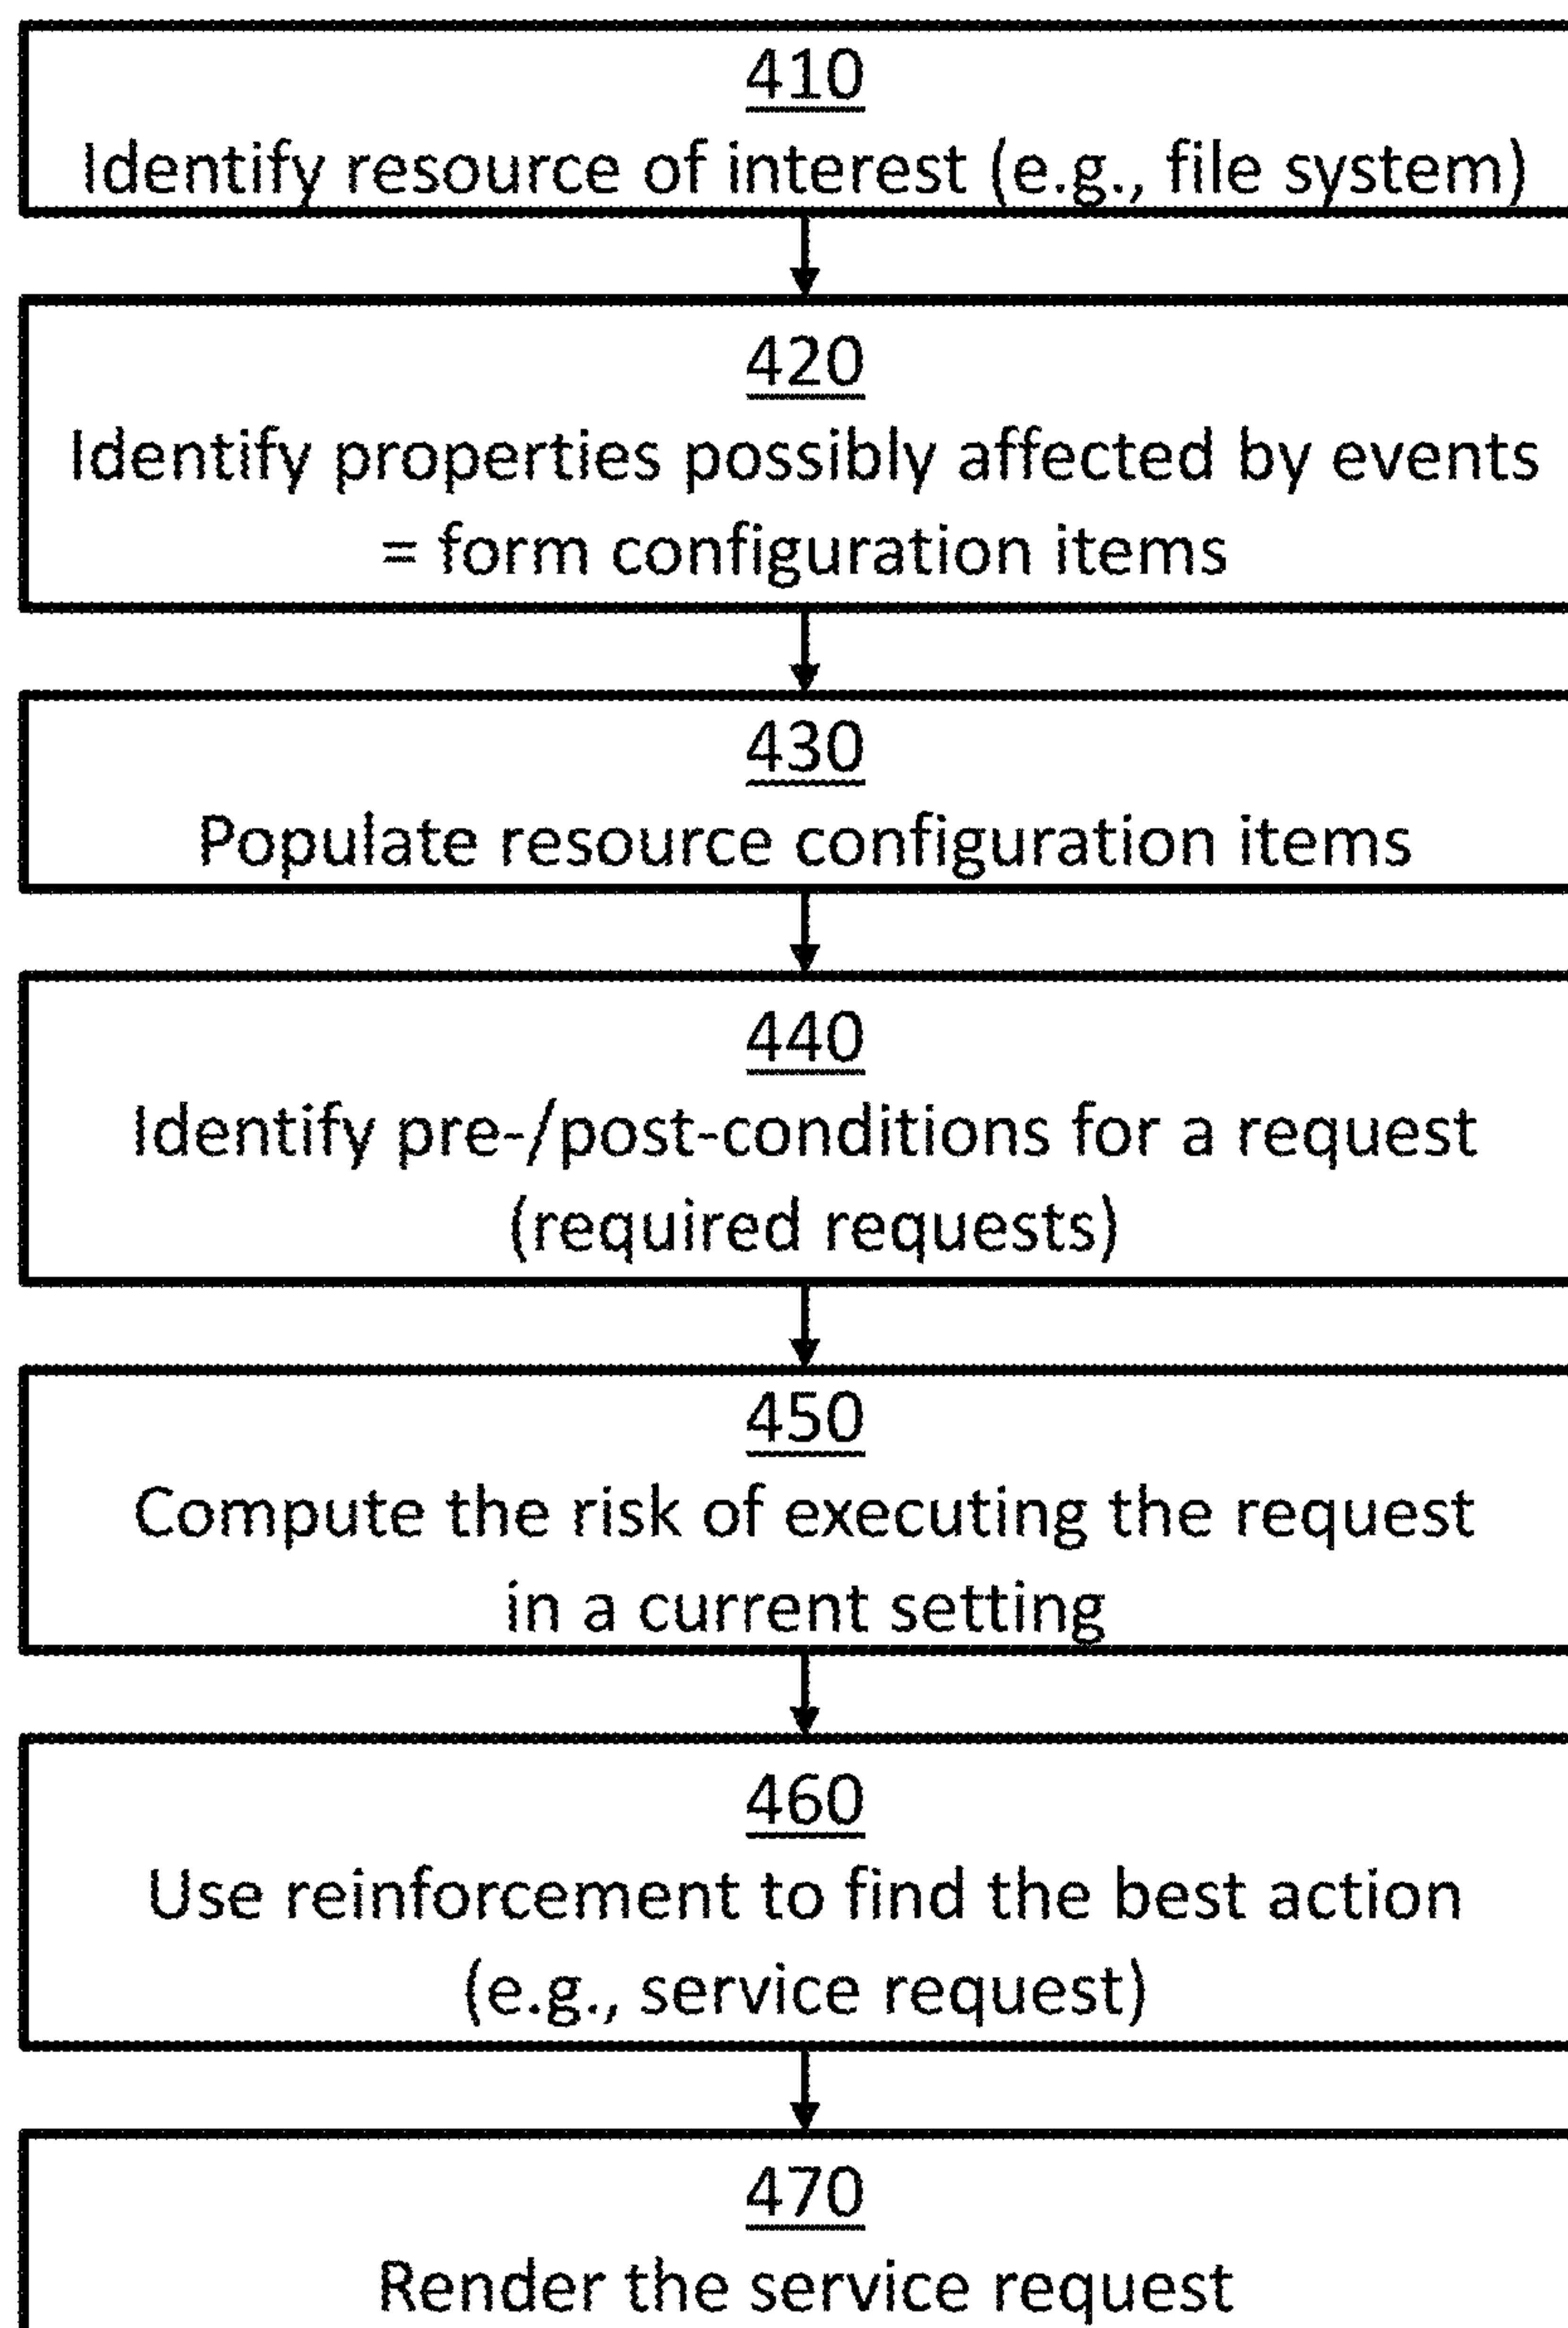 410
Identify resource of interest (e.g., file system)
420
Identify properties possibly affected by events
= form configuration items
430
Populate resource configuration items
440
Identify pre-/post-conditions for a request
(required requests)
450
Compute the risk of executing the request
in a current setting
460
Use reinforcement to find the best action
(e.g., service request)
470
Render the service request